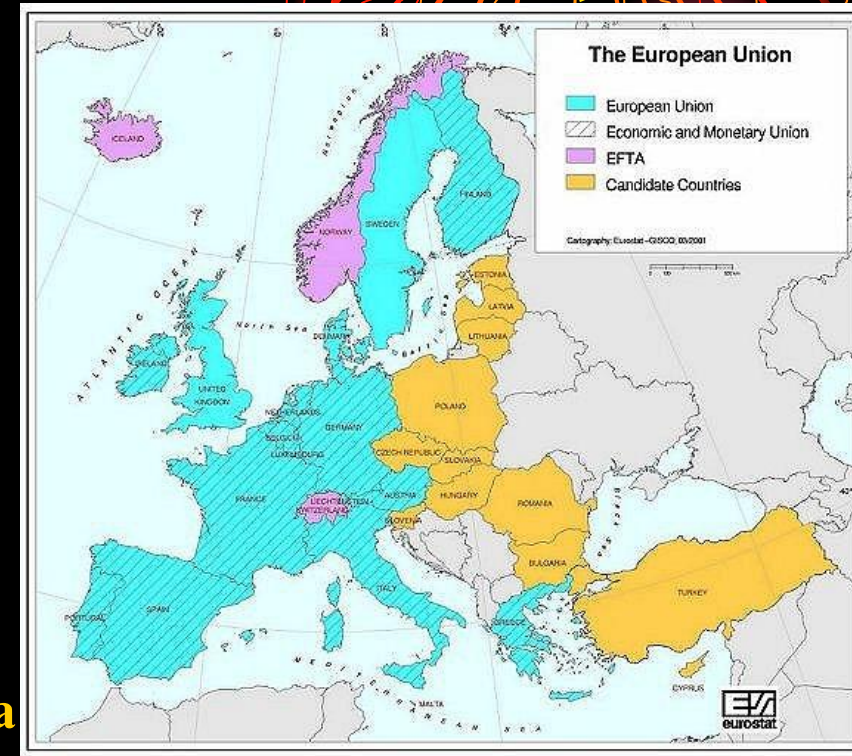 The European Union
European Union
Economic and Monetary Union
EFTA
Candidate Countries
Cartography: Eurostat-GISCO, 03/2001
Norwegian Sea
ICELAND
FINLAND
NORWAY
SWEDEN
ESTONIA
ATLANTIC OCEAN
LATVIA
North Sea
Baltic Sea
DENMARK
LITHUANIA
IRELAND
UNITED
KINGDOM
NETHERLANDS
POLAND
GERMANY
BELGIUM
LUXEMBOURG
CZECH REPUBLIC
SLOVAKIA
FRANCE
LIECHTENSTEIN
SWITZERLAND
AUSTRIA
HUNGARY
ROMANIA
SLOVENIA
Black Sea
BULGARIA
ITALY
TURKEY
PORTUGAL
SPAIN
GREECE
CYPRUS
MALTA
MEDITERRANEAN SEA
eurostat
a